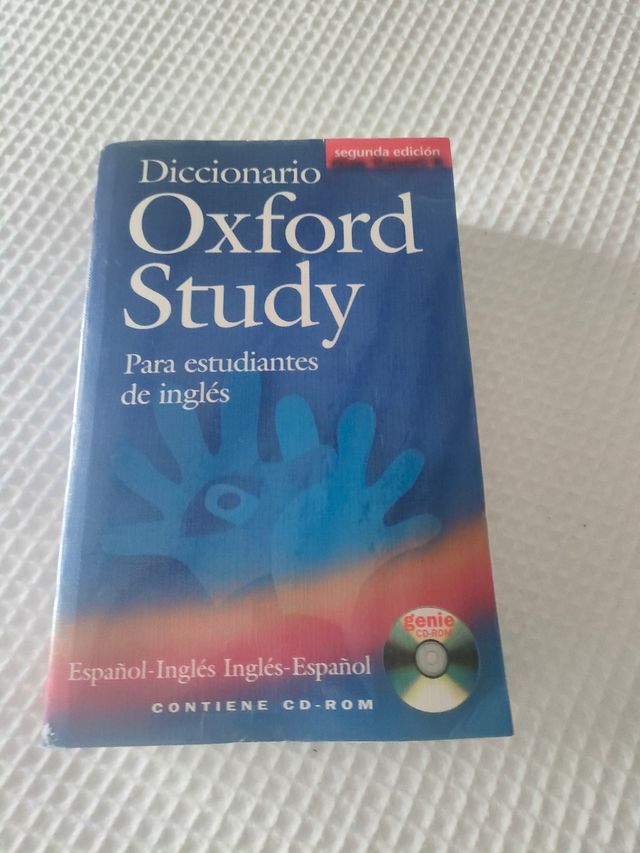 segunda edición
Diccionario
Oxford
Study
Para estudiantes
de inglés
genie
CD-ROM
Español-Inglés Inglés-Español
CONTIENE CD-ROM